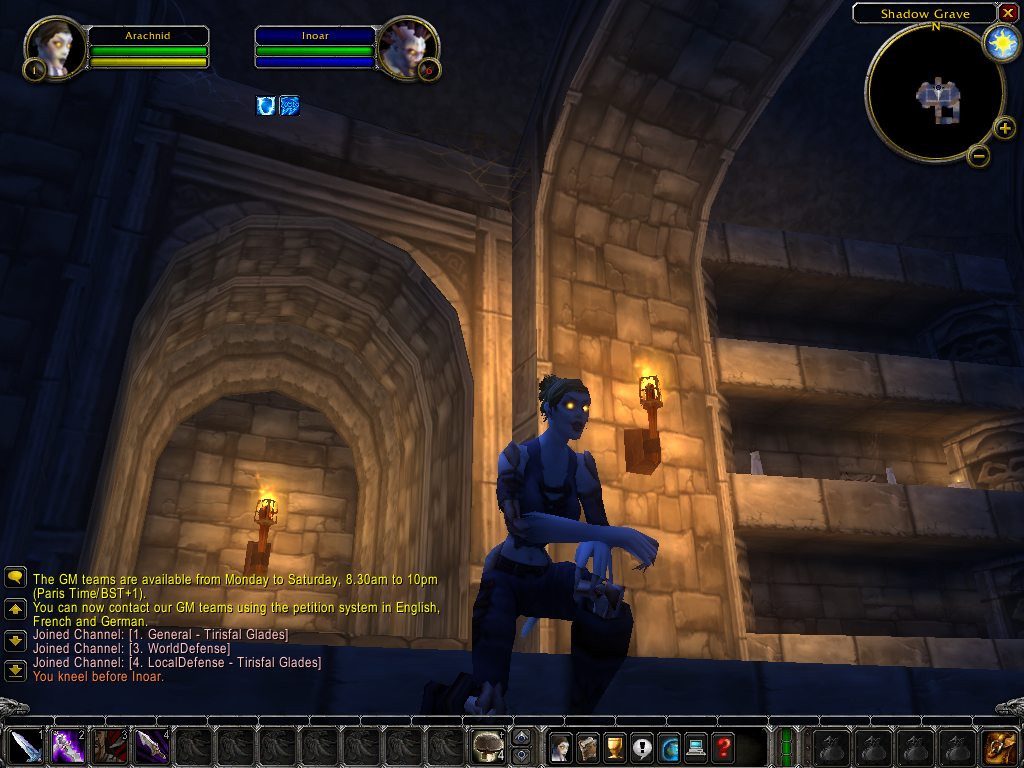 Arachnid
Inoar
Shadow Grave
N
1
6
The GM teams are available from Monday to Saturday, 8.30am to 10pm
(Paris Time/BST+1).
You can now contact our GM teams using the petition system in English,
French and German.
Joined Channel: [1. General - Tirisfal Glades]
Joined Channel: [3. WorldDefense]
Joined Channel: [4. LocalDefense - Tirisfal Glades]
You kneel before Inoar.
1
2
3
4
4